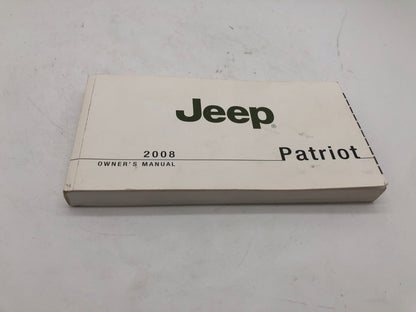 Jeep
2008
OWNER'S MANUAL
Patriot